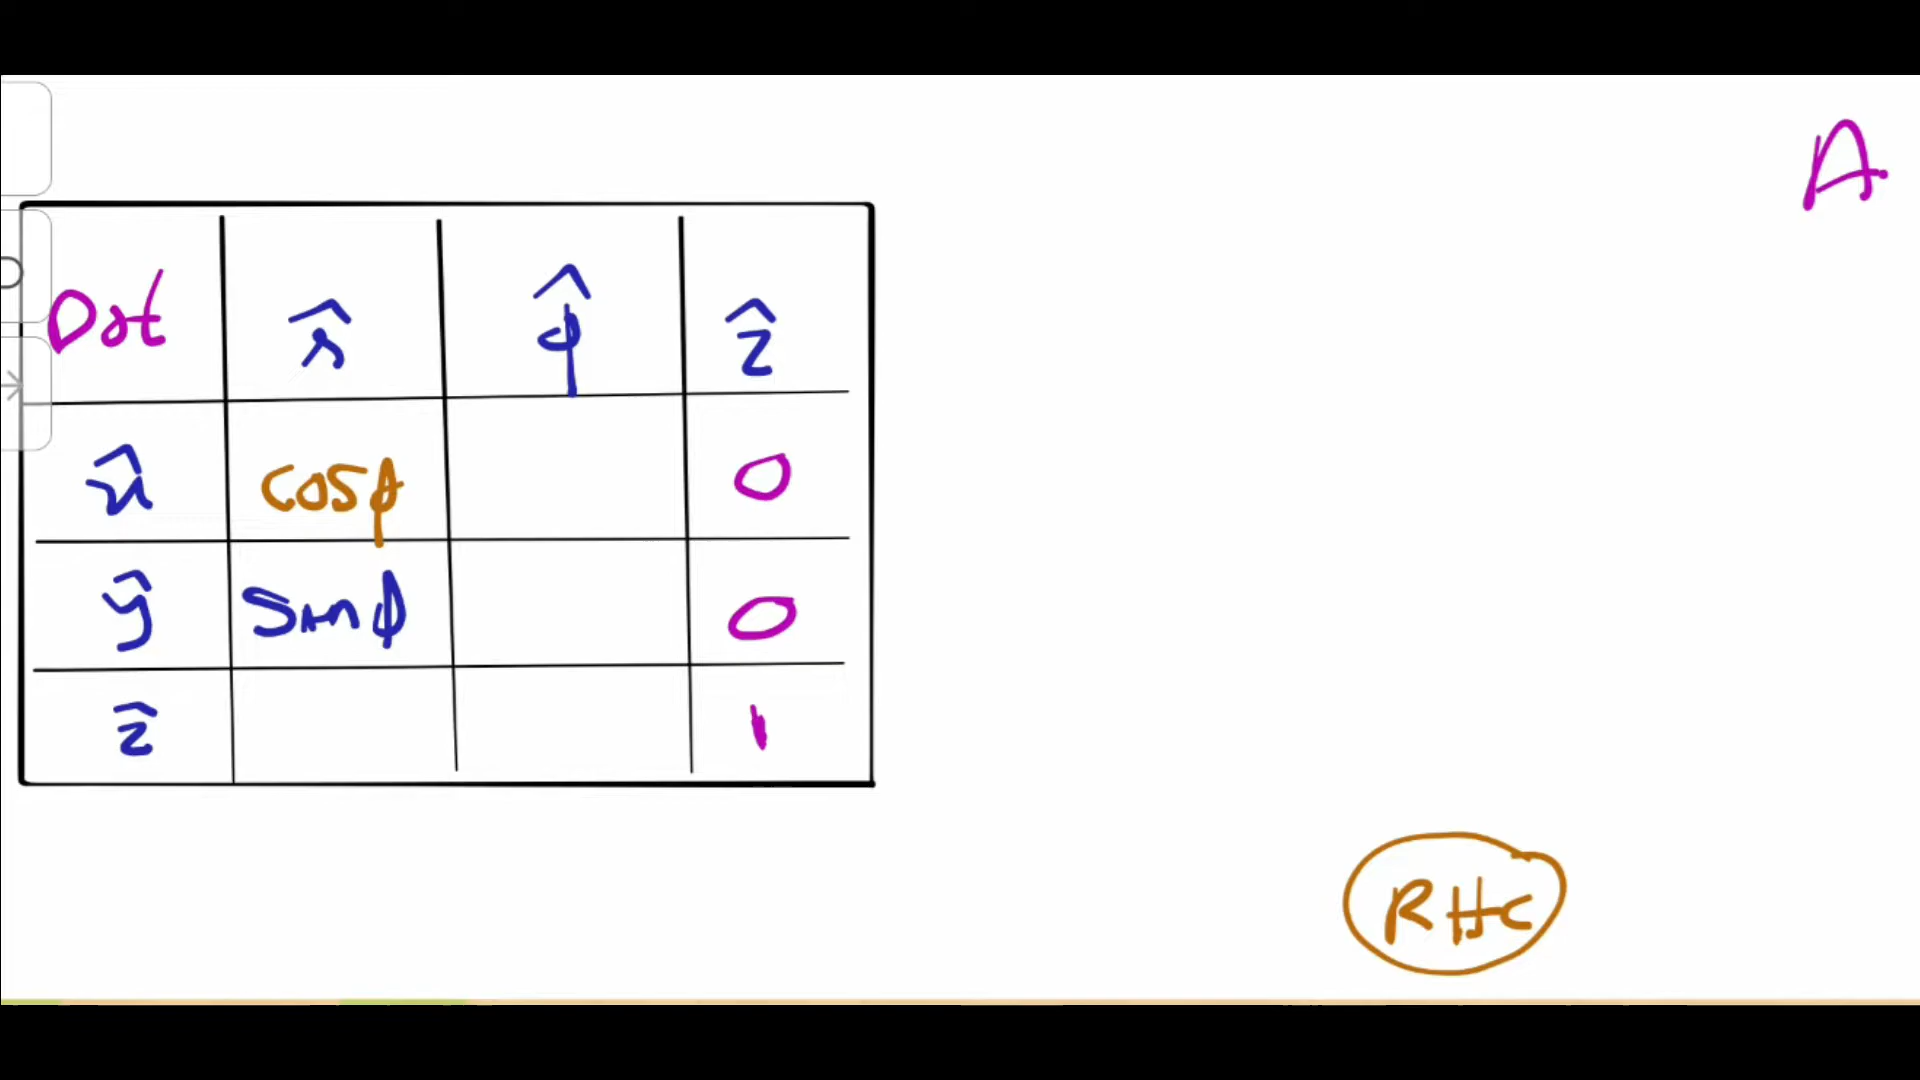 A
Dot r̂ φ̂ ẑ
x̂ cosφ 0
ŷ sinφ 0
ẑ 1
RHC